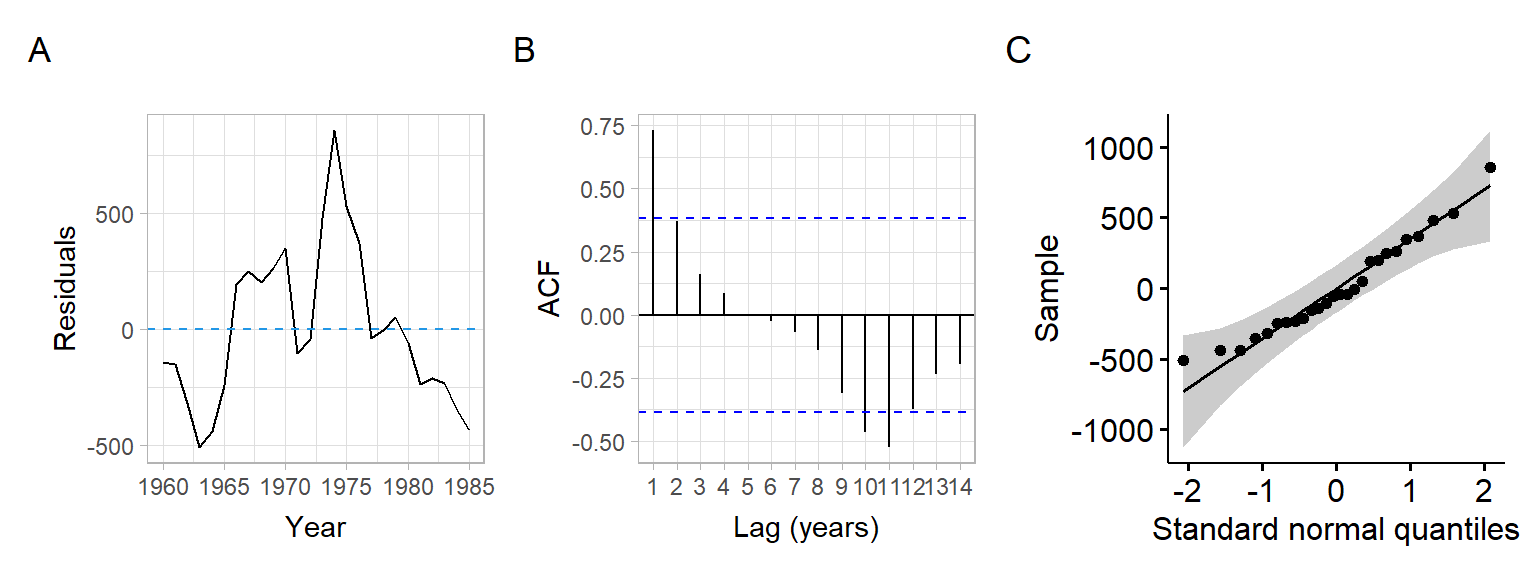 A
B
C
Residuals
500
0
-500
1960 1965 1970 1975 1980 1985
Year
ACF
0.75
0.50
0.25
0.00
-0.25
-0.50
1 2 3 4 5 6 7 8 9 10 11 12 13 14
Lag (years)
Sample
1000
500
0
-500
-1000
-2 -1 0 1 2
Standard normal quantiles